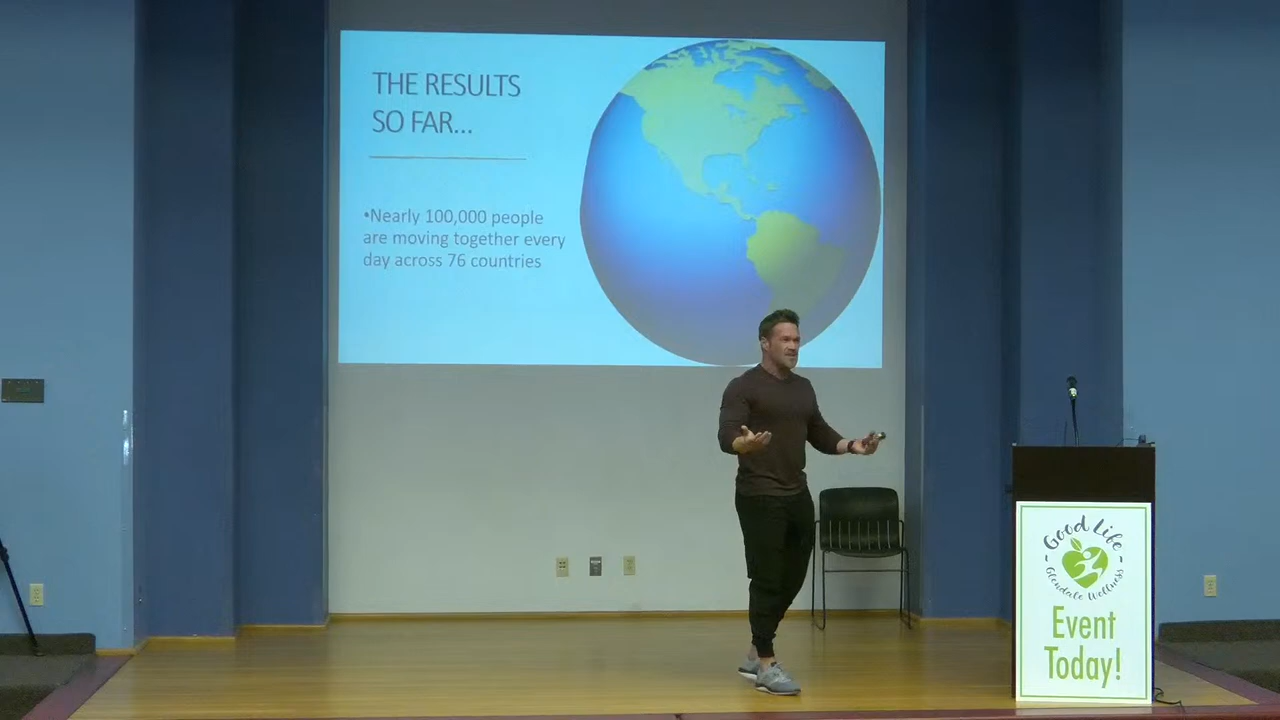 THE RESULTS
SO FAR...
•Nearly 100,000 people
are moving together every
day across 76 countries
Good Life
Glendale Wellness
Event
Today!